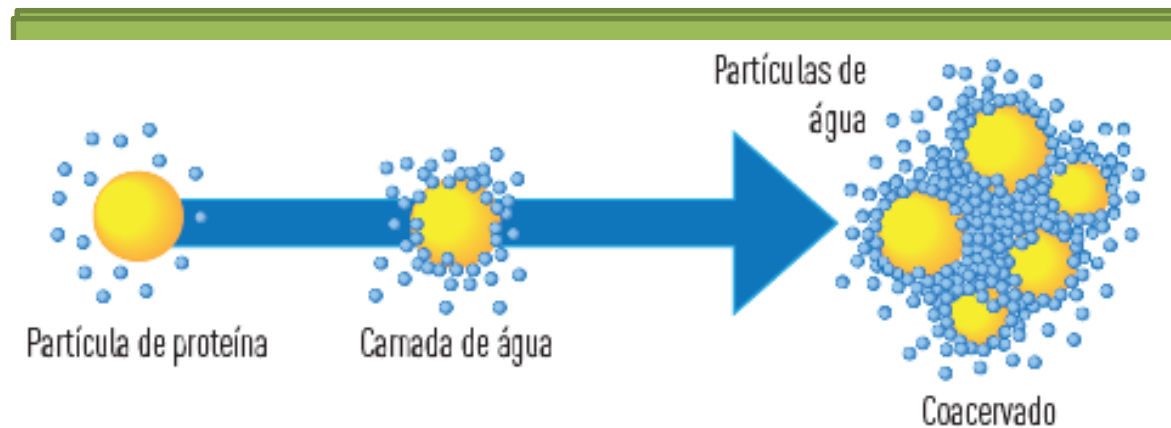 Partículas de
água
Partícula de proteína
Camada de água
Coacervado